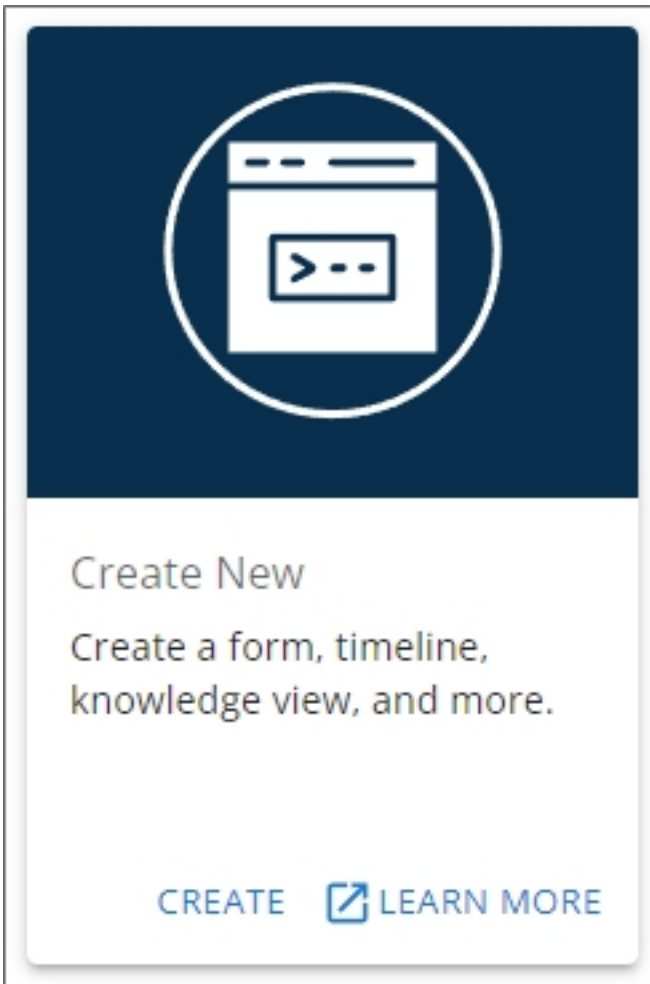 Create New
Create a form, timeline,
knowledge view, and more.
CREATE LEARN MORE